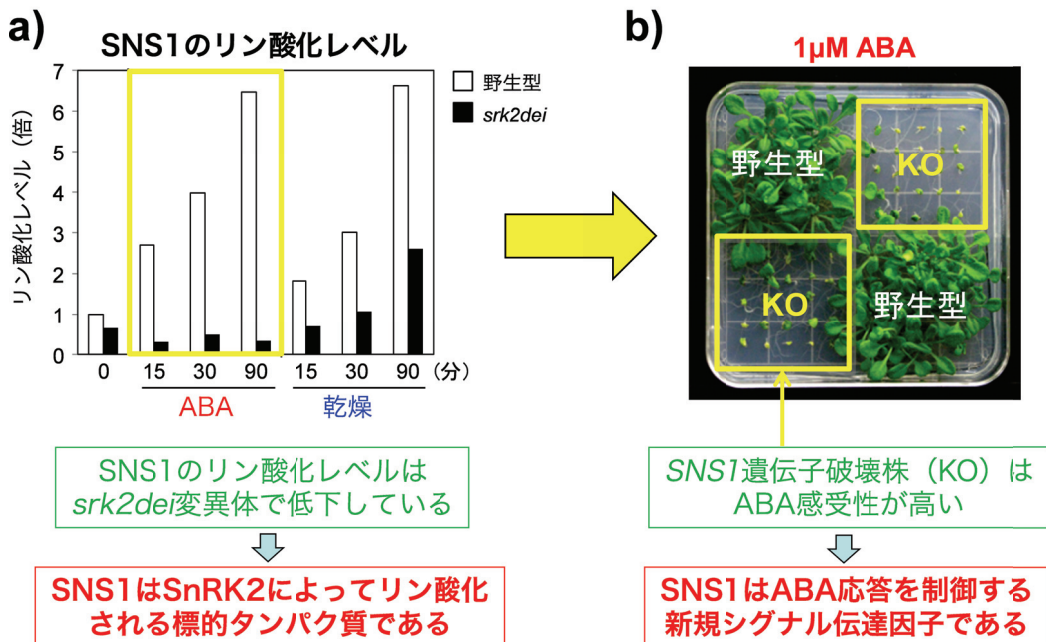 a)
SNS1のリン酸化レベル
リン酸化レベル（倍）
7
6
5
4
3
2
1
0
野生型
srk2dei
0 15 30 90 15 30 90 （分）
ABA 乾燥
SNS1のリン酸化レベルは
srk2dei変異体で低下している
SNS1はSnRK2によってリン酸化
される標的タンパク質である
b)
1μM ABA
野生型 KO
KO 野生型
SNS1遺伝子破壊株（KO）は
ABA感受性が高い
SNS1はABA応答を制御する
新規シグナル伝達因子である